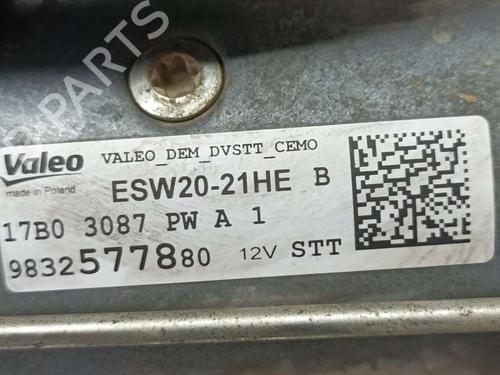 B PARTS
Valeo VALEO_DEM_DVSTT_CEMO
made in Poland
ESW20-21HE B
17B0 3087 PW A 1
9832577880 12V STT